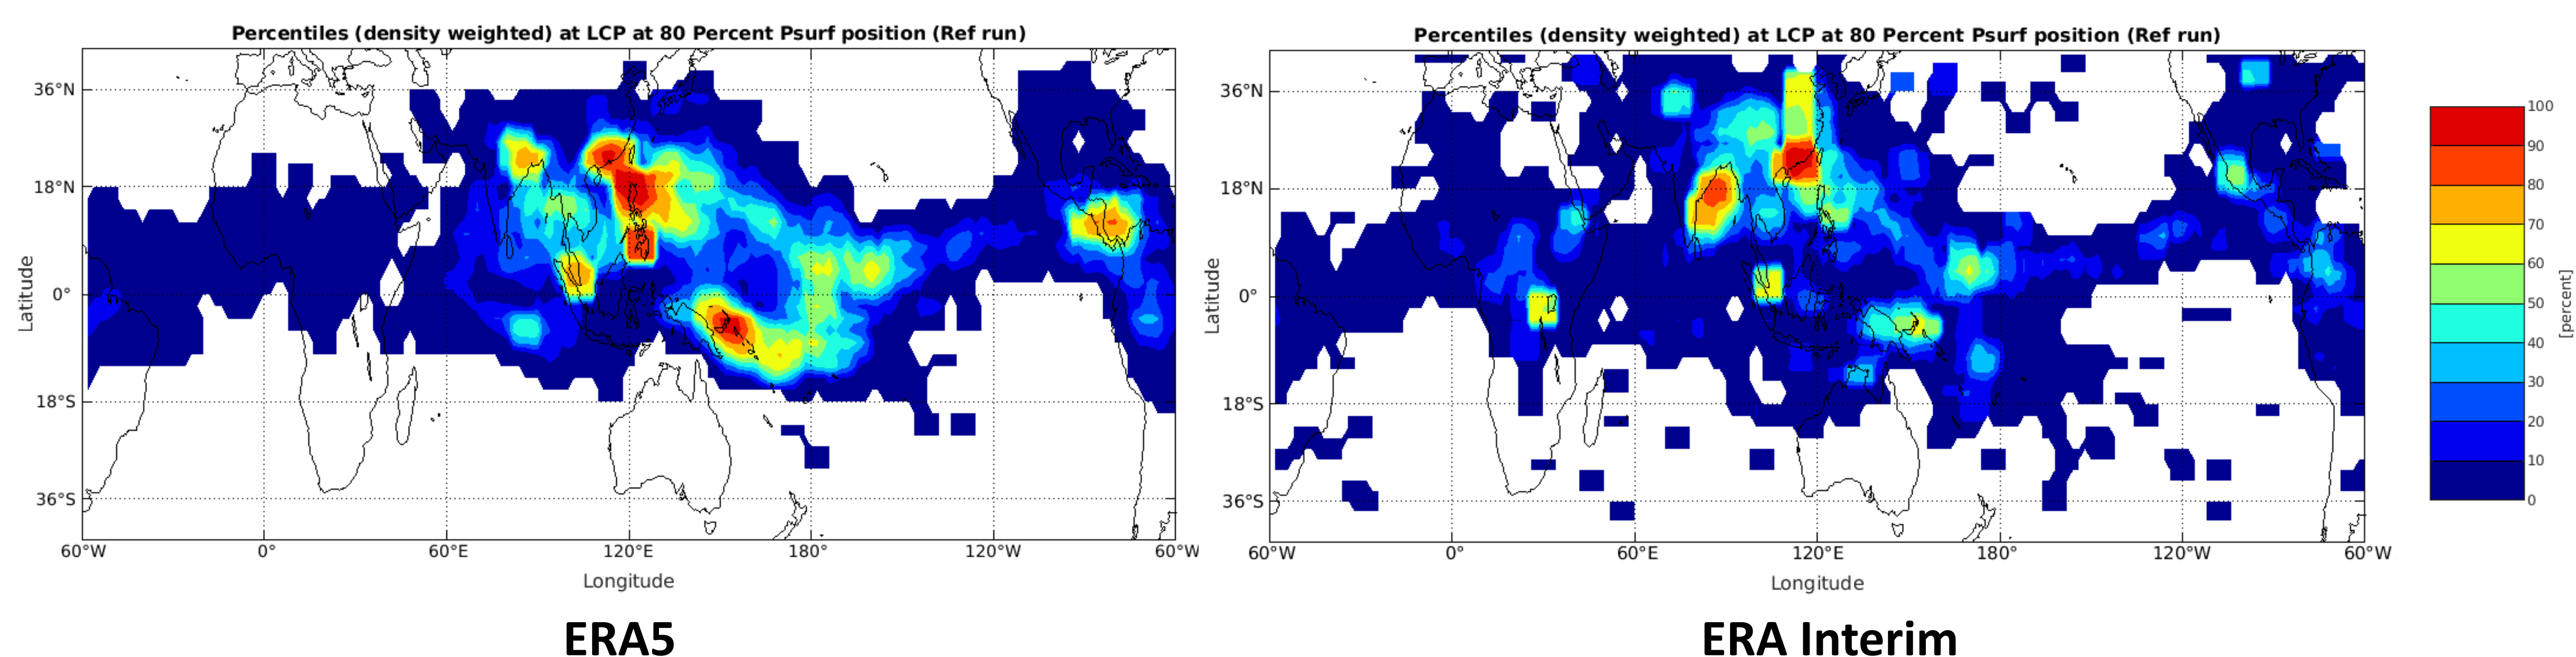 Percentiles (density weighted) at LCP at 80 Percent Psurf position (Ref run)
36°N
18°N
0°
18°S
36°S
Latitude
60°W
0°
60°E
120°E
180°
120°W
60°W
Longitude
ERA5
Percentiles (density weighted) at LCP at 80 Percent Psurf position (Ref run)
36°N
18°N
0°
18°S
36°S
Latitude
60°W
0°
60°E
120°E
180°
120°W
60°W
Longitude
ERA Interim
100
90
80
70
60
50
40
30
20
10
0
[percent]